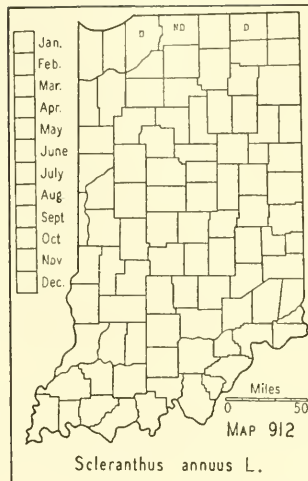 D ND D
Jan.
Feb.
Mar.
Apr.
May
June
July
Aug
Sept
Oct
Nov
Dec.
Miles
0 50
MAP 912
Scleranthus annuus L.